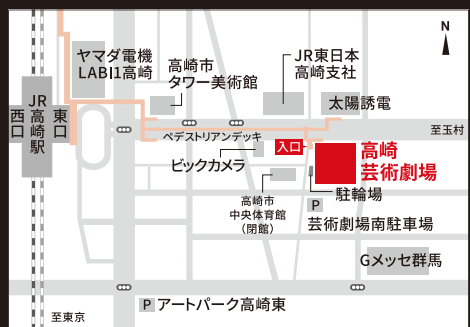 N
ヤマダ電機
LABI1高崎
高崎市
タワー美術館
JR東日本
高崎支社
太陽誘電
西口
JR高崎駅
東口
至玉村
ペデストリアンデッキ
ビックカメラ
入口
高崎
芸術劇場
駐輪場
高崎市
中央体育館
(閉館)
P
芸術劇場南駐車場
Gメッセ群馬
P アートパーク高崎東
至東京